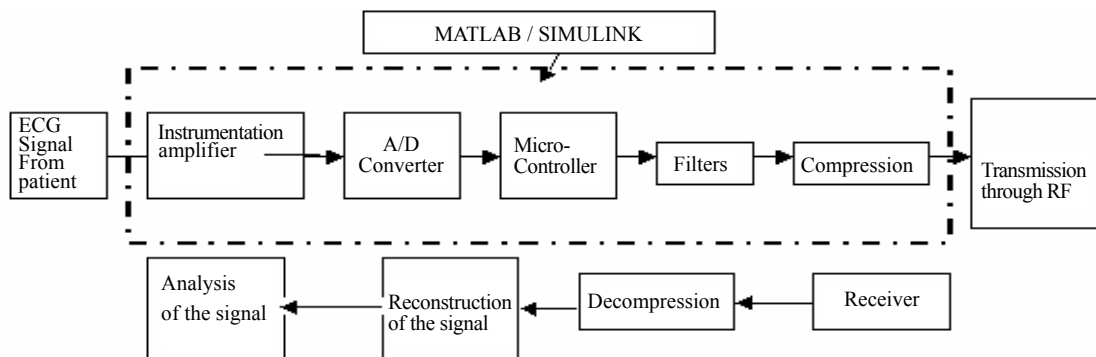 MATLAB / SIMULINK
ECG
Signal
From
patient
Instrumentation
amplifier
A/D
Converter
Micro-
Controller
Filters
Compression
Transmission
through RF
Analysis
of the signal
Reconstruction
of the signal
Decompression
Receiver